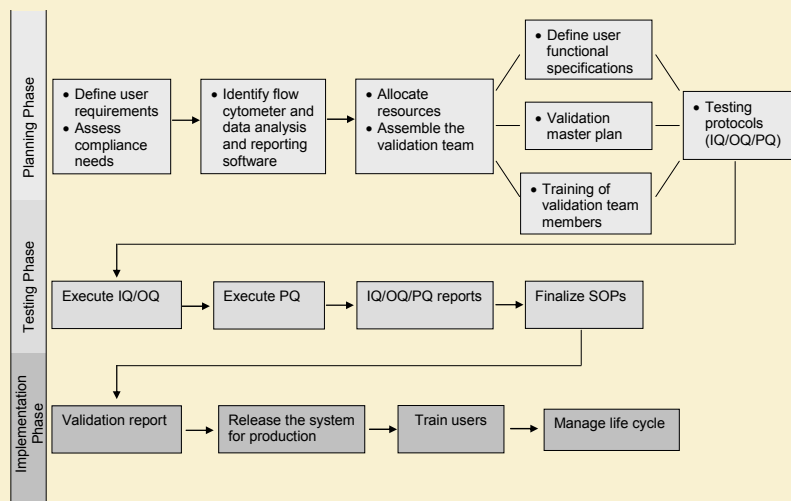 Planning Phase
• Define user
requirements
• Assess
compliance
needs
• Identify flow
cytometer and
data analysis
and reporting
software
• Allocate
resources
• Assemble the
validation team
• Define user
functional
specifications
• Validation
master plan
• Training of
validation team
members
• Testing
protocols
(IQ/OQ/PQ)
Testing Phase
Execute IQ/OQ
Execute PQ
IQ/OQ/PQ reports
Finalize SOPs
Implementation
Phase
Validation report
Release the system
for production
Train users
Manage life cycle